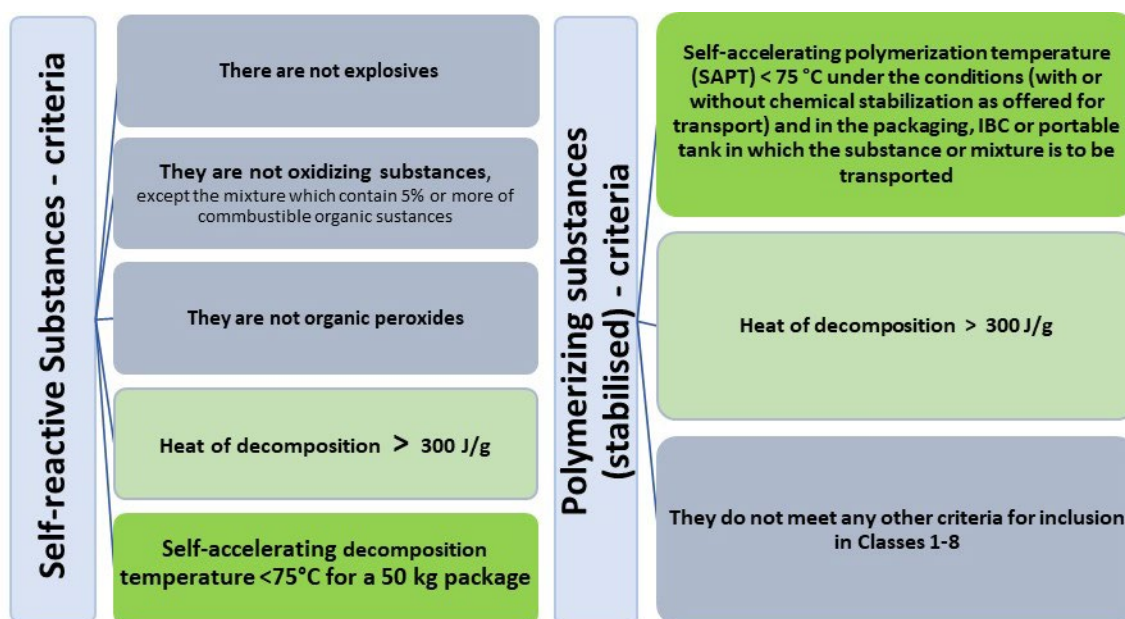 Self-reactive Substances - criteria
There are not explosives
They are not oxidizing substances,
except the mixture which contain 5% or more of
commbustible organic sustances
They are not organic peroxides
Heat of decomposition > 300 J/g
Self-accelerating decomposition
temperature <75°C for a 50 kg package
Polymerizing substances
(stabilised) - criteria
Self-accelerating polymerization temperature
(SAPT) < 75 °C under the conditions (with or
without chemical stabilization as offered for
transport) and in the packaging, IBC or portable
tank in which the substance or mixture is to be
transported
Heat of decomposition > 300 J/g
They do not meet any other criteria for inclusion
in Classes 1-8